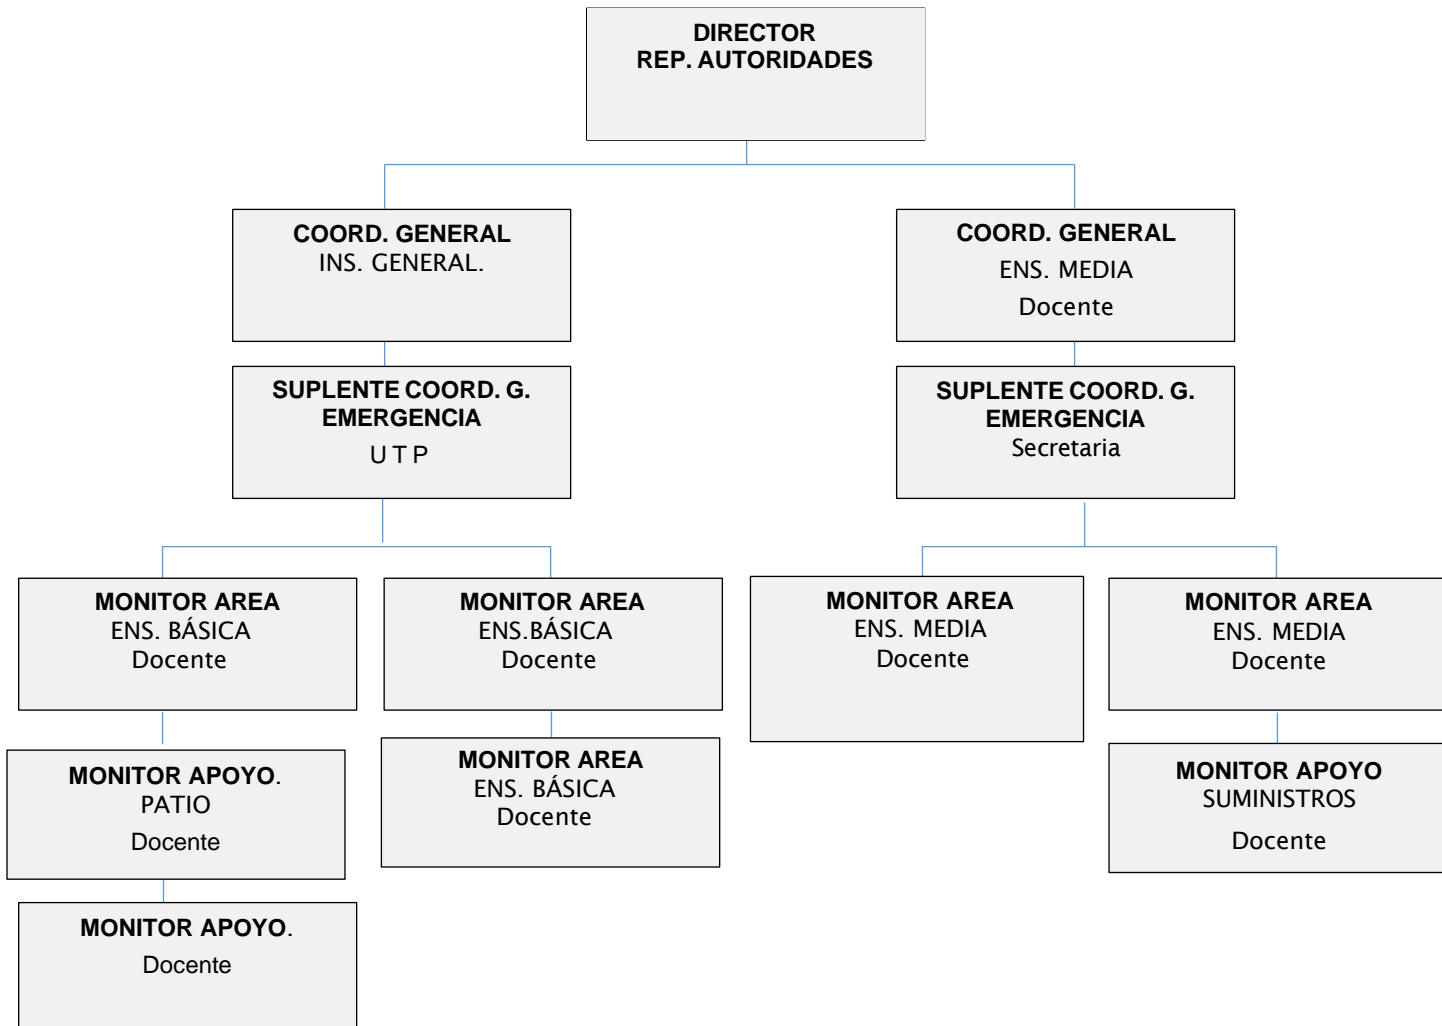 DIRECTOR
REP. AUTORIDADES
COORD. GENERAL
INS. GENERAL.
COORD. GENERAL
ENS. MEDIA
Docente
SUPLENTE COORD. G.
EMERGENCIA
U T P
SUPLENTE COORD. G.
EMERGENCIA
Secretaria
MONITOR AREA
ENS. BÁSICA
Docente
MONITOR AREA
ENS.BÁSICA
Docente
MONITOR AREA
ENS. MEDIA
Docente
MONITOR AREA
ENS. MEDIA
Docente
MONITOR APOYO.
PATIO
Docente
MONITOR AREA
ENS. BÁSICA
Docente
MONITOR APOYO
SUMINISTROS
Docente
MONITOR APOYO.
Docente